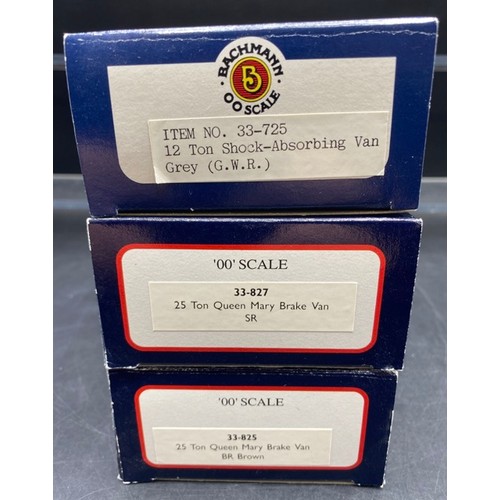 BACHMANN
B
OO SCALE
ITEM NO. 33-725
12 Ton Shock-Absorbing Van
Grey (G.W.R.)
'00' SCALE
33-827
25 Ton Queen Mary Brake Van
SR
'00' SCALE
33-825
25 Ton Queen Mary Brake Van
BR Brown